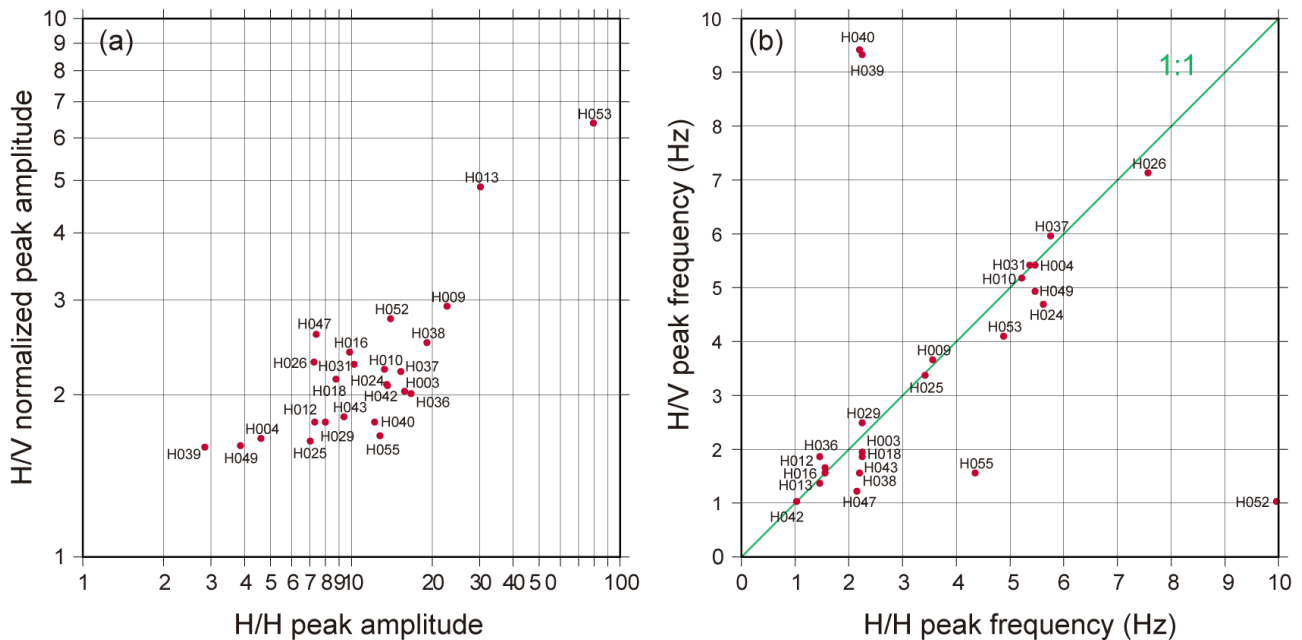 (a)
H/V normalized peak amplitude
10
9
8
7
6
5
4
3
2
1
H053
H013
H009
H052
H047
H038
H016
H026
H031
H010
H037
H018
H024
H003
H042
H036
H012
H043
H040
H004
H029
H055
H039
H049
H025
1 2 3 4 5 6 7 8 9 10 20 30 40 50 100
H/H peak amplitude
(b)
H/V peak frequency (Hz)
10
9
8
7
6
5
4
3
2
1
0
1:1
H040
H039
H026
H037
H031
H004
H010
H049
H024
H053
H009
H025
H029
H036
H003
H012
H018
H016
H043
H013
H038
H055
H047
H042
H052
0 1 2 3 4 5 6 7 8 9 10
H/H peak frequency (Hz)